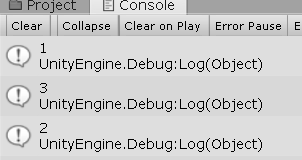 Project Console
Clear Collapse Clear on Play Error Pause E
1
UnityEngine.Debug:Log(Object)
3
UnityEngine.Debug:Log(Object)
2
UnityEngine.Debug:Log(Object)